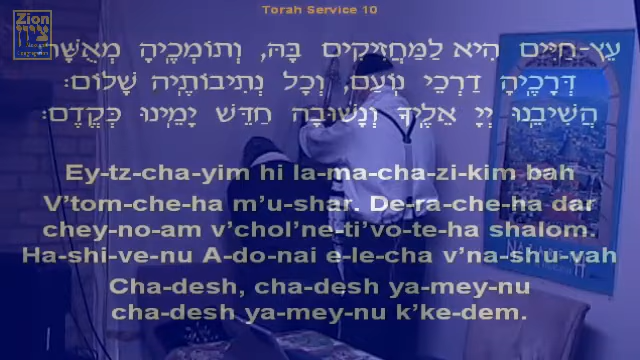 Torah Service 10
Zion
ציון
עֵץ-חַיִּים הִיא לַמַּחֲזִיקִים בָּהּ, וְתוֹמְכֶֽיהָ מְאֻשָּׁר׃
דְּרָכֶֽיהָ דַרְכֵי נֽוֹעַם, וְכָל נְתִיבוֹתֶֽיהָ שָׁלוֹם׃
הֲשִׁיבֵֽנוּ יְיָ אֵלֶֽיךָ וְנָשֽׁוּבָה חַדֵּשׁ יָמֵֽינוּ כְּקֶֽדֶם׃
Ey-tz-cha-yim hi la-ma-cha-zi-kim bah
V’tom-che-ha m’u-shar. De-ra-che-ha dar
chey-no-am v’chol’ne-ti’vo-te-ha shalom.
Ha-shi-ve-nu A-do-nai e-le-cha v’na-shu-vah
Cha-desh, cha-desh ya-mey-nu
cha-desh ya-mey-nu k’ke-dem.